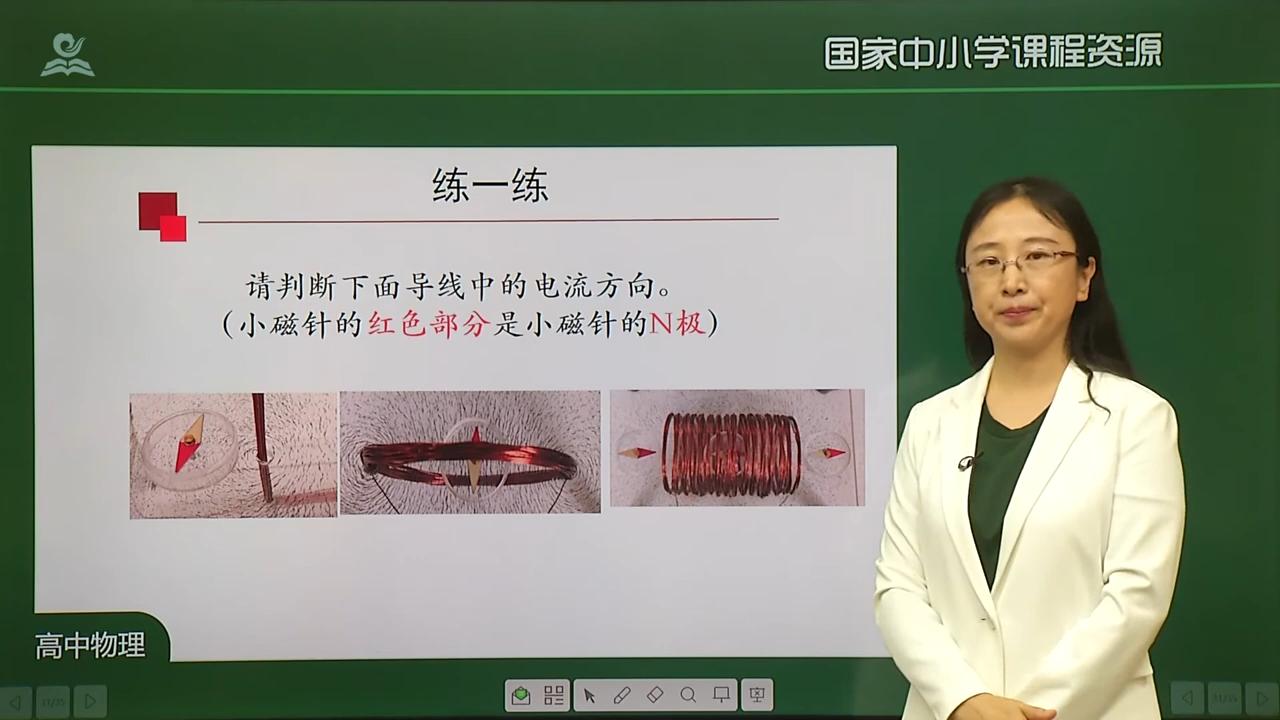 国家中小学课程资源
练一练
请判断下面导线中的电流方向。
（小磁针的红色部分是小磁针的N极）
高中物理